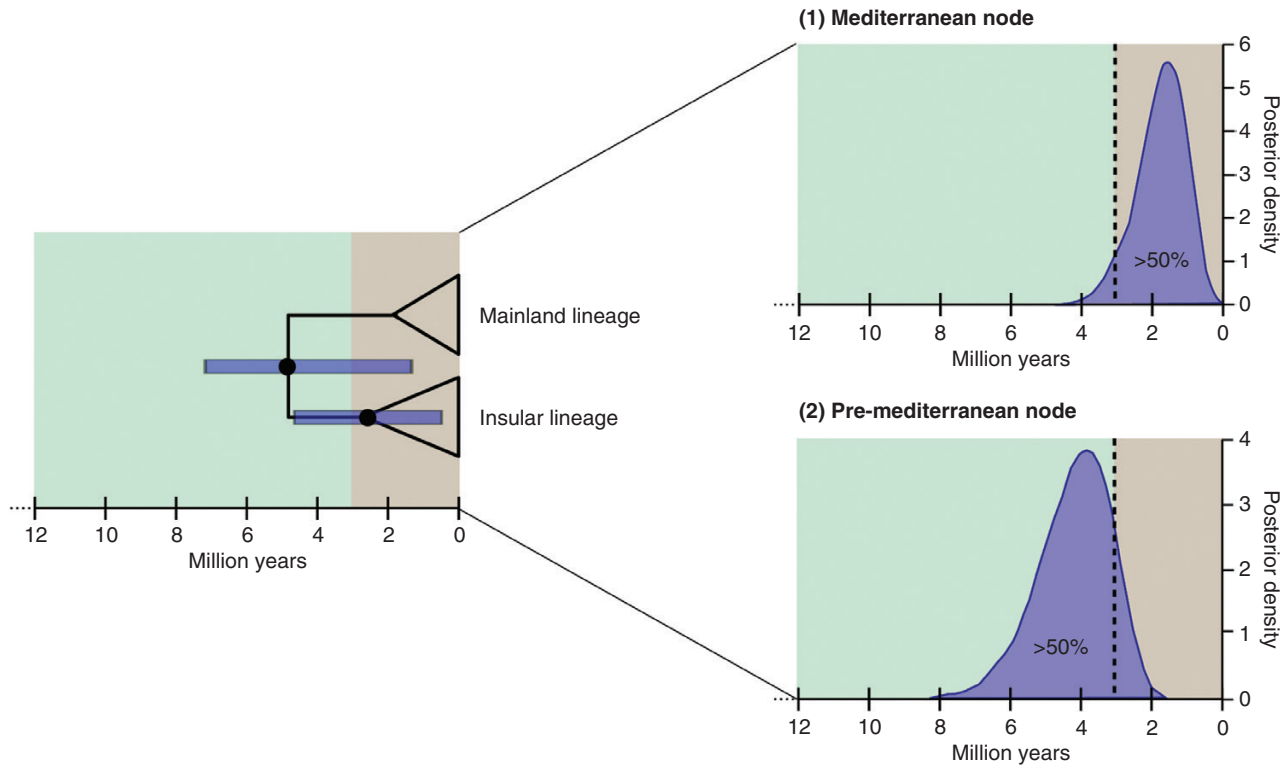 (1) Mediterranean node
6
5
4
3
2
1
0
Posterior density
>50%
12 10 8 6 4 2 0
Million years
Mainland lineage
Insular lineage
12 10 8 6 4 2 0
Million years
(2) Pre-mediterranean node
4
3
2
1
0
Posterior density
>50%
12 10 8 6 4 2 0
Million years